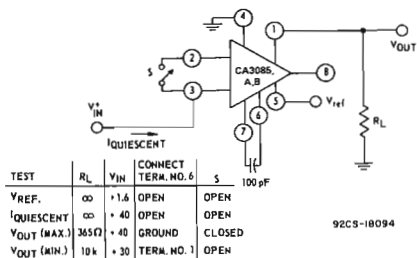 4
1
VOUT
2
S
CA3085,
A,B
8
3
5
Vref
V+IN
6
7
RL
IQUIESCENT
100 pF
TEST RL VIN CONNECT TERM. NO. 6 S
VREF. ∞ +1.6 OPEN OPEN
IQUIESCENT ∞ +40 OPEN OPEN
VOUT (MAX.) 365Ω +40 GROUND CLOSED
VOUT (MIN.) 10k +30 TERM. NO. 1 OPEN
92CS-18094